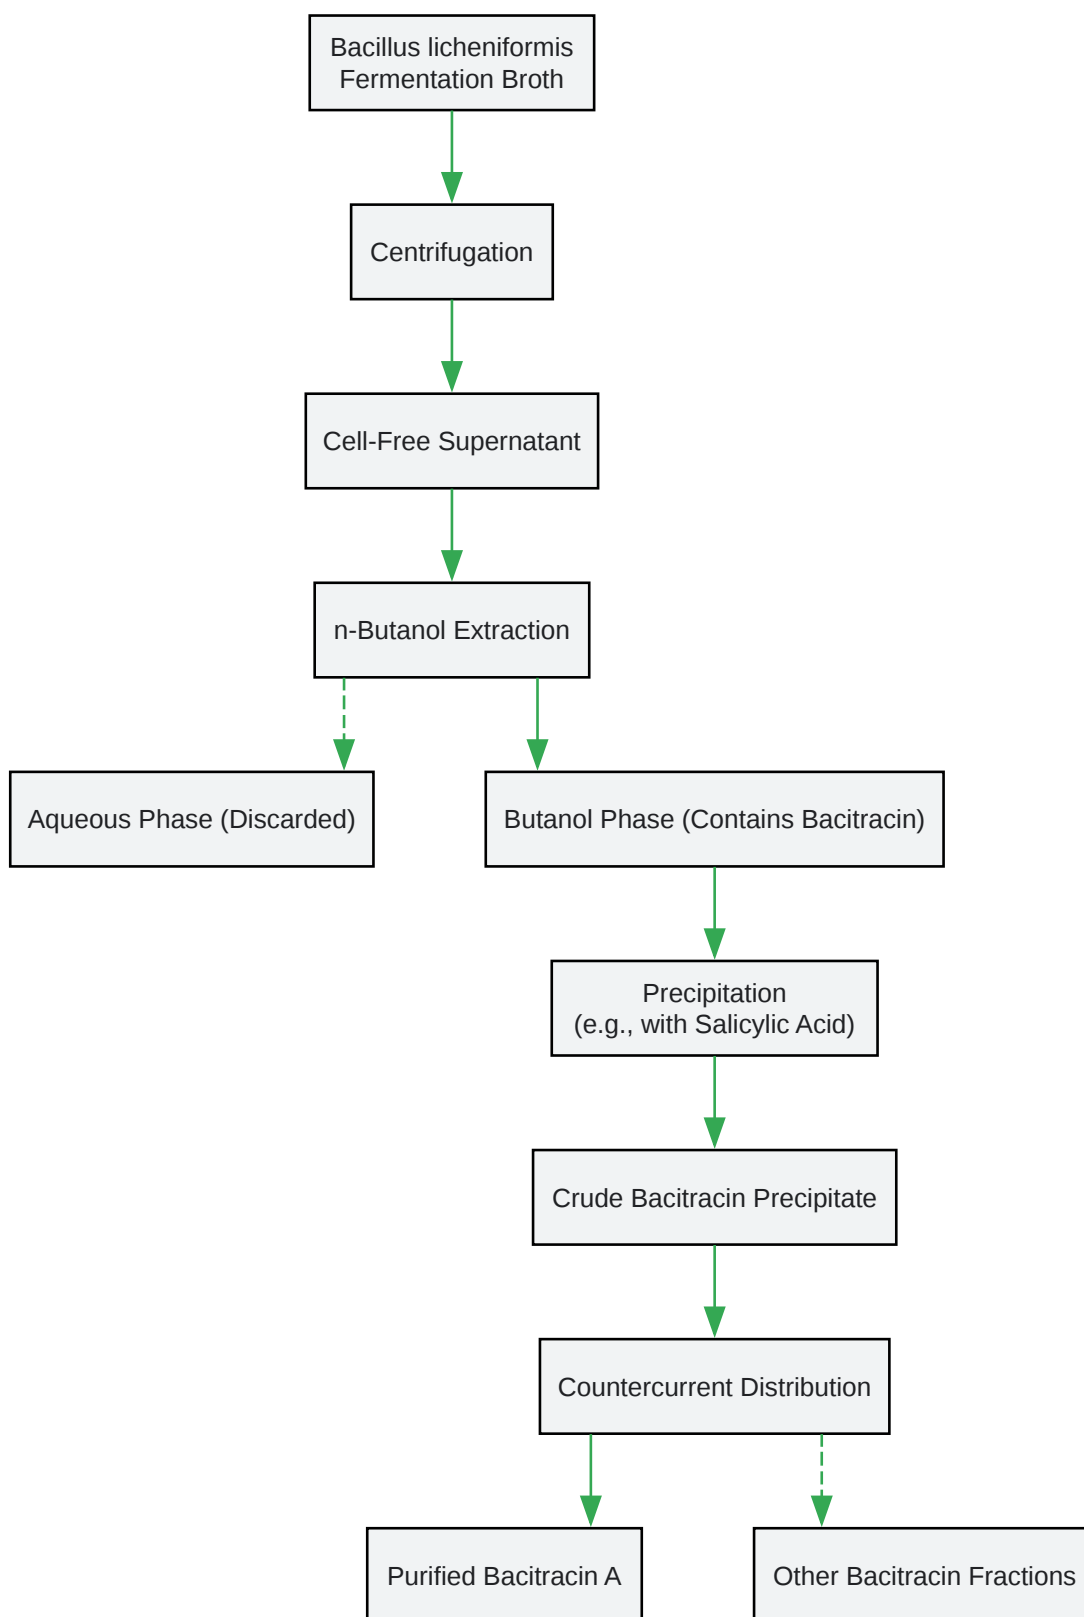 Bacillus licheniformis
Fermentation Broth
Centrifugation
Cell-Free Supernatant
n-Butanol Extraction
Aqueous Phase (Discarded)
Butanol Phase (Contains Bacitracin)
Precipitation
(e.g., with Salicylic Acid)
Crude Bacitracin Precipitate
Countercurrent Distribution
Purified Bacitracin A
Other Bacitracin Fractions